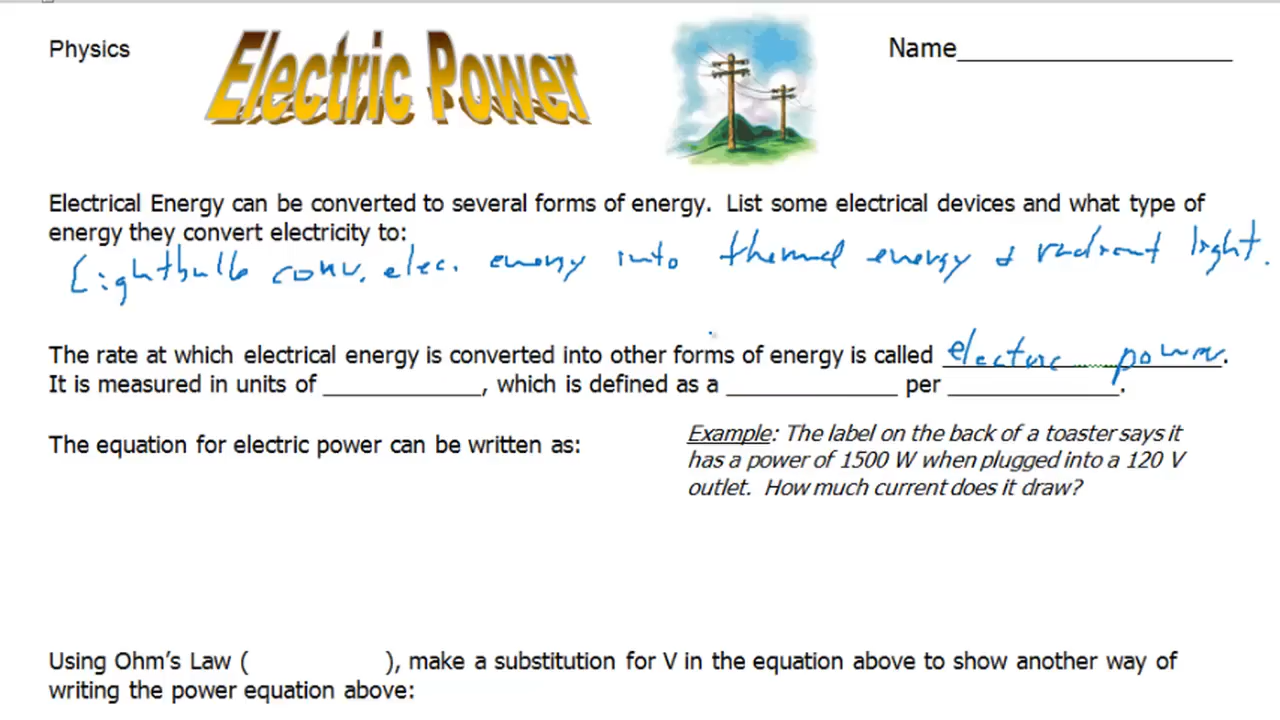 Physics
Electric Power
Name____________________
Electrical Energy can be converted to several forms of energy. List some electrical devices and what type of
energy they convert electricity to:
Lightbulb conv. elec. energy into thermal energy & radiant light.
The rate at which electrical energy is converted into other forms of energy is called electric power.
It is measured in units of ____________, which is defined as a ____________ per ____________.
The equation for electric power can be written as:
Example: The label on the back of a toaster says it
has a power of 1500 W when plugged into a 120 V
outlet. How much current does it draw?
Using Ohm's Law (          ), make a substitution for V in the equation above to show another way of
writing the power equation above: